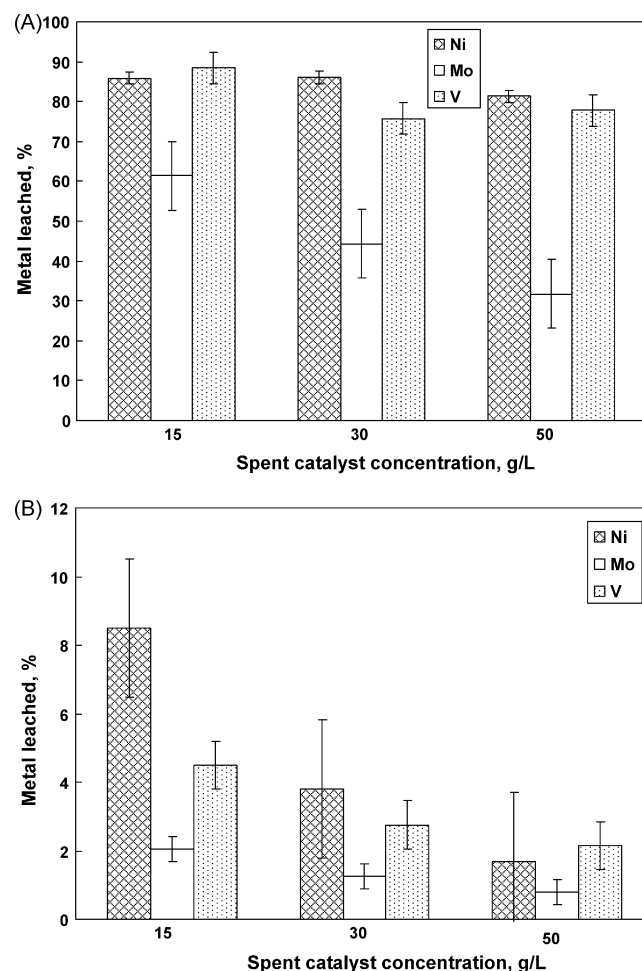 (A)
100
90
80
70
60
50
40
30
20
10
0
Metal leached, %
Ni
Mo
V
15 30 50
Spent catalyst concentration, g/L
(B)
12
10
8
6
4
2
0
Metal leached, %
Ni
Mo
V
15 30 50
Spent catalyst concentration, g/L